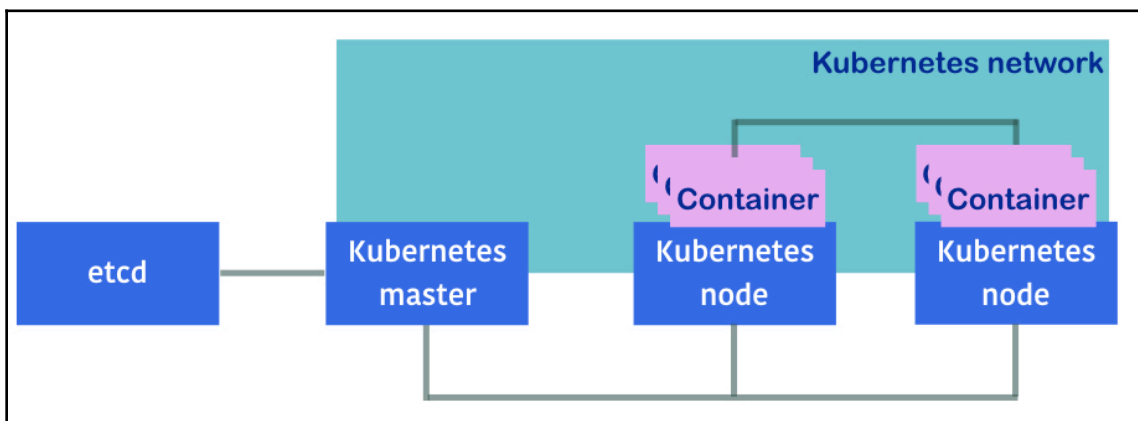 Kubernetes network
Container
Container
etcd
Kubernetes
master
Kubernetes
node
Kubernetes
node